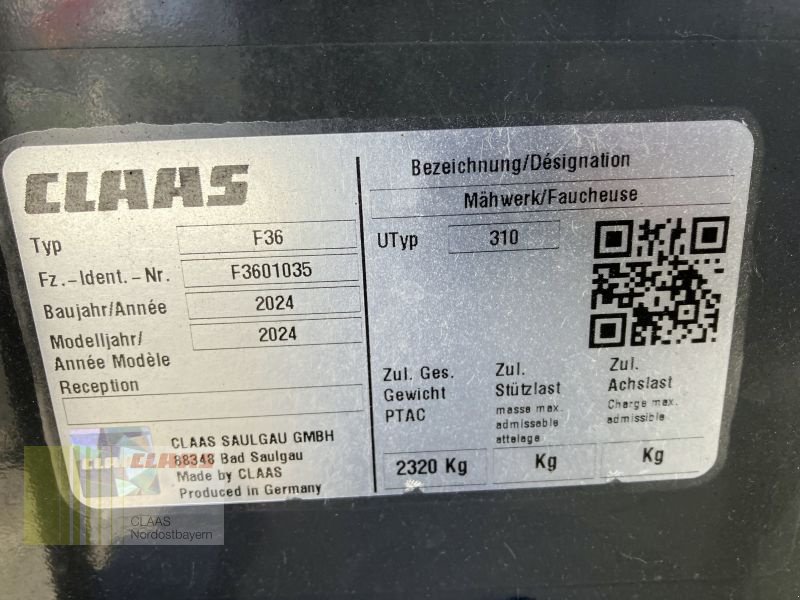 CLAAS
Typ F36
Fz.-Ident.-Nr. F3601035
Baujahr/Année 2024
Modelljahr/ 2024
Année Modèle
Reception
CLAAS SAULGAU GMBH
88348 Bad Saulgau
Made by CLAAS
Produced in Germany
Bezeichnung/Désignation
Mähwerk/Faucheuse
UTyp 310
Zul. Ges.
Gewicht
PTAC
2320 Kg
Zul.
Stützlast
masse max.
admissable
attelage
Kg
Zul.
Achslast
Charge max.
admissible
Kg
CLAAS
CLAAS
Nordostbayern